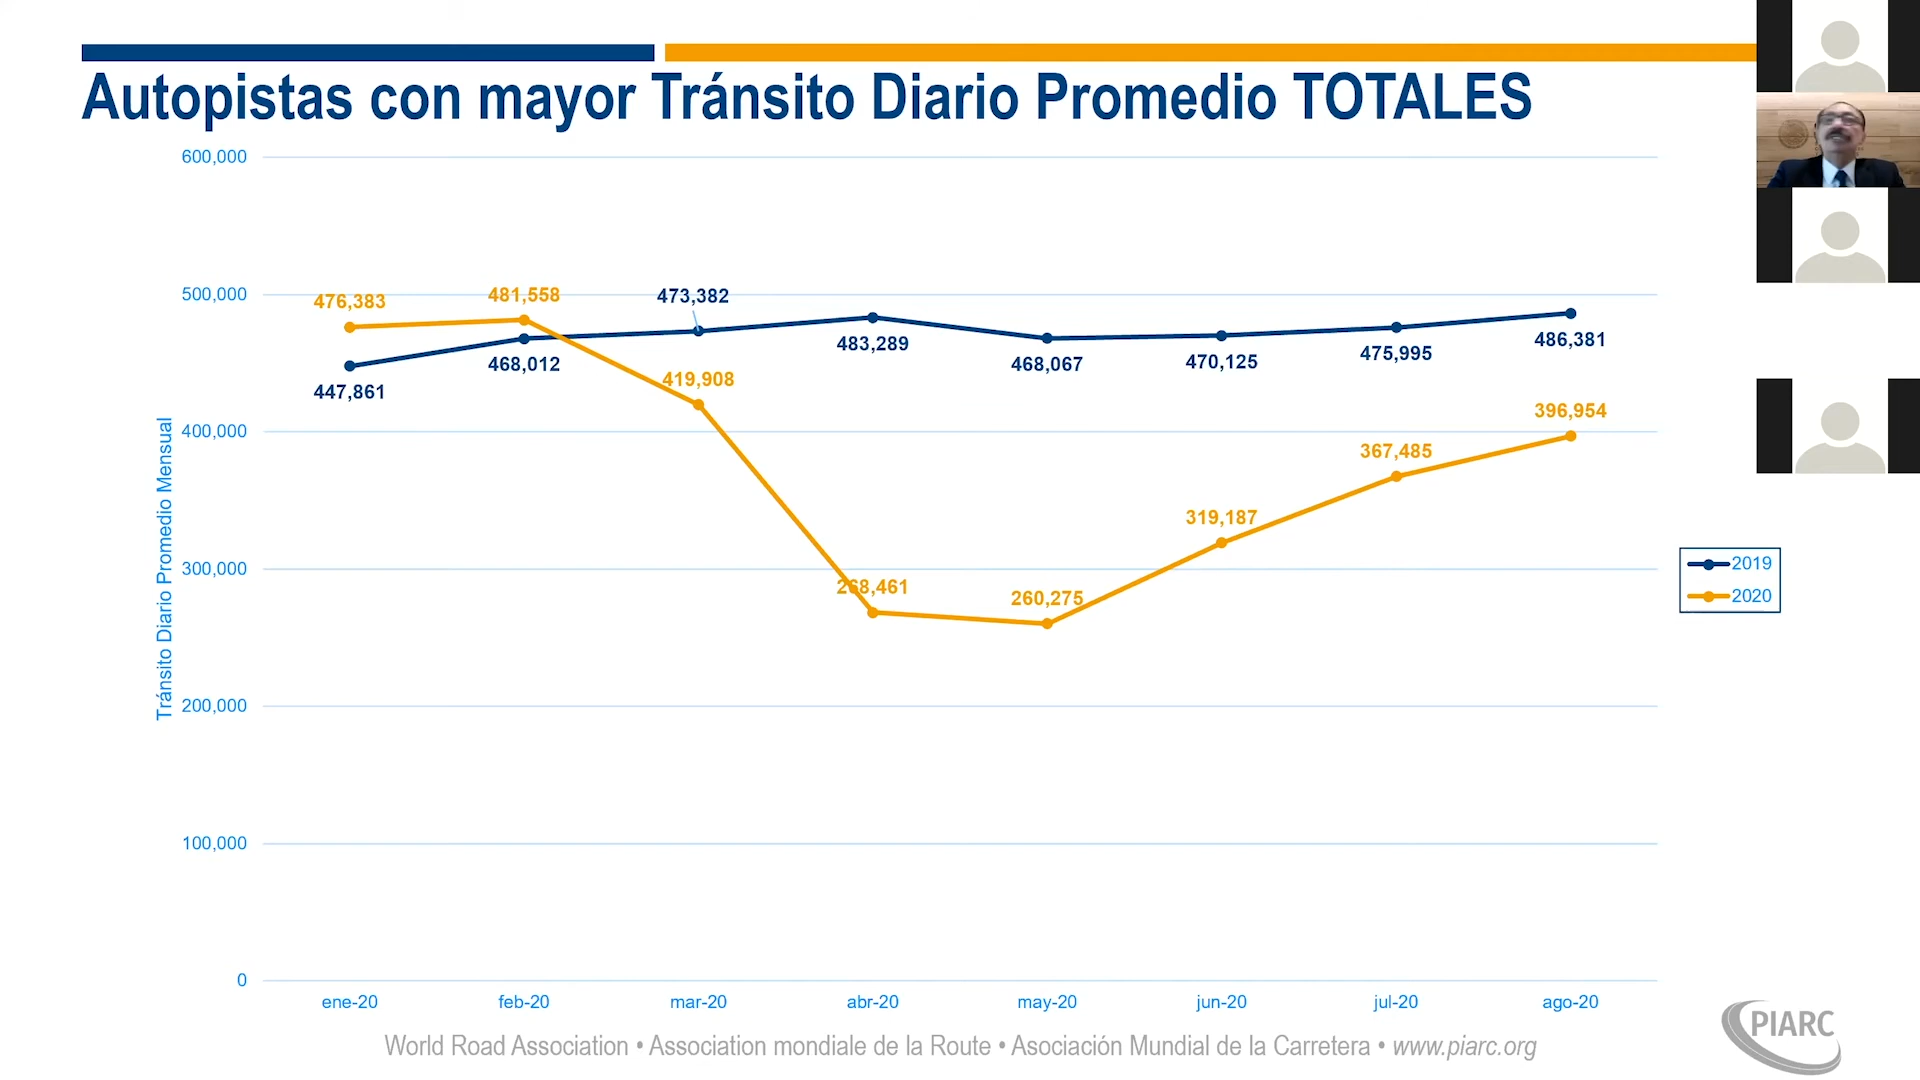 Autopistas con mayor Tránsito Diario Promedio TOTALES
Tránsito Diario Promedio Mensual
600,000
500,000
400,000
300,000
200,000
100,000
0
476,383
481,558
473,382
483,289
468,067
470,125
475,995
486,381
447,861
468,012
419,908
268,461
260,275
319,187
367,485
396,954
2019
2020
ene-20
feb-20
mar-20
abr-20
may-20
jun-20
jul-20
ago-20
World Road Association • Association mondiale de la Route • Asociación Mundial de la Carretera • www.piarc.org
PIARC